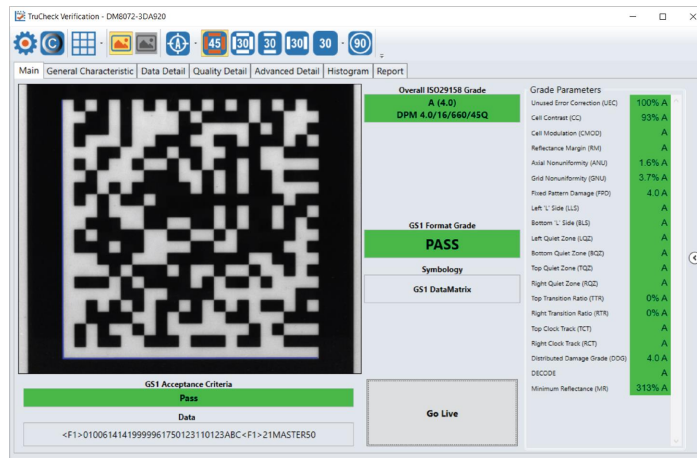 TruCheck Verification - DM8072-3DA920
45 30 30 30 30 90
Main General Characteristic Data Detail Quality Detail Advanced Detail Histogram Report
Overall ISO29158 Grade
A (4.0)
DPM 4.0/16/660/45Q
GS1 Format Grade
PASS
Symbology
GS1 DataMatrix
Go Live
GS1 Acceptance Criteria
Pass
Data
<F1>01006141419999961750123110123ABC<F1>21MASTER50
Grade Parameters
Unused Error Correction (UEC) 100% A
Cell Contrast (CC) 93% A
Cell Modulation (CMOD) A
Reflectance Margin (RM) A
Axial Nonuniformity (ANU) 1.6% A
Grid Nonuniformity (GNU) 3.7% A
Fixed Pattern Damage (FPD) 4.0 A
Left 'L' Side (LLS) A
Bottom 'L' Side (BLS) A
Left Quiet Zone (LQZ) A
Bottom Quiet Zone (BQZ) A
Top Quiet Zone (TQZ) A
Right Quiet Zone (RQZ) A
Top Transition Ratio (TTR) 0% A
Right Transition Ratio (RTR) 0% A
Top Clock Track (TCT) A
Right Clock Track (RCT) A
Distributed Damage Grade (DDG) 4.0 A
DECODE A
Minimum Reflectance (MR) 313% A